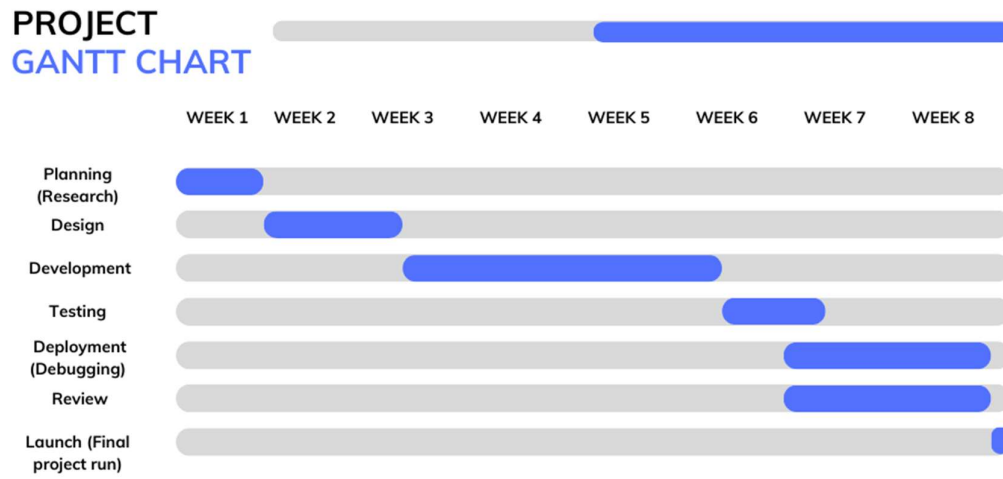 PROJECT
GANTT CHART
WEEK 1 WEEK 2 WEEK 3 WEEK 4 WEEK 5 WEEK 6 WEEK 7 WEEK 8
Planning
(Research)
Design
Development
Testing
Deployment
(Debugging)
Review
Launch (Final
project run)